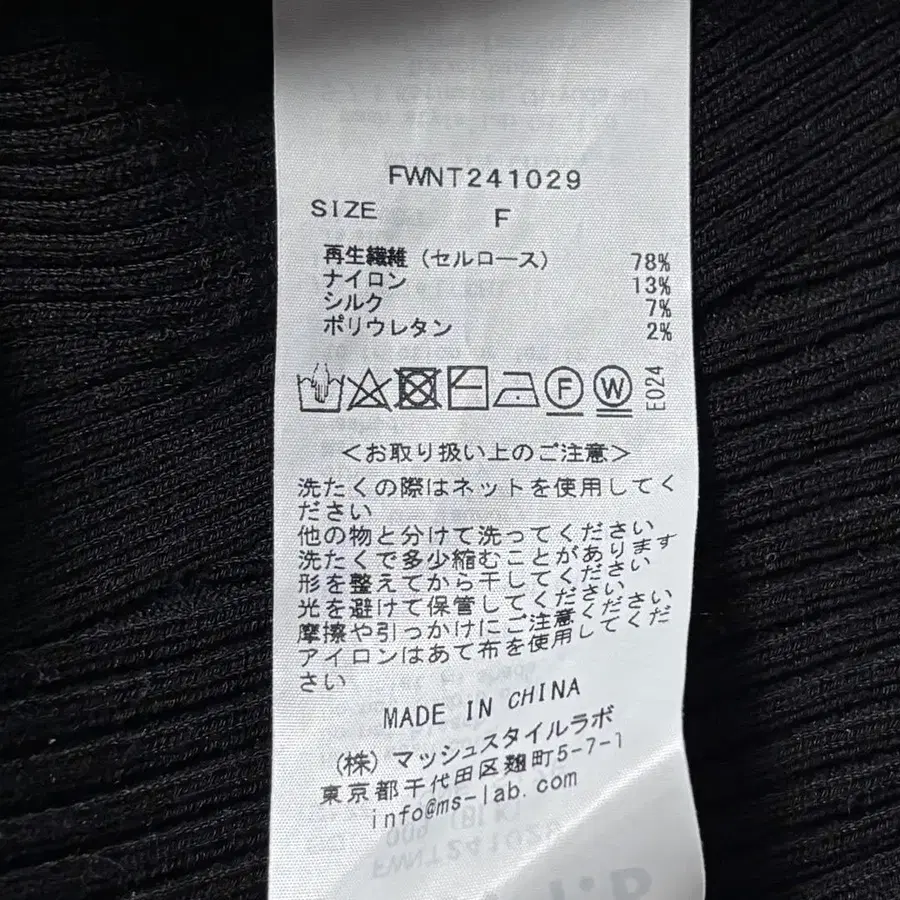 FWNT241029
SIZE F
再生繊維（セルロース） 78%
ナイロン 13%
シルク 7%
ポリウレタン 2%
F W E024
＜お取り扱い上のご注意＞
洗たくの際はネットを使用してく
ださい
他の物と分けて洗ってください
洗たくで多少縮むことがあります
形を整えてから干してください
光を避けて保管してください
摩擦や引っかけにご注意ください
アイロンはあて布を使用してくだ
さい
MADE IN CHINA
（株）マッシュスタイルラボ
東京都千代田区麹町5-7-1
info@ms-lab.com